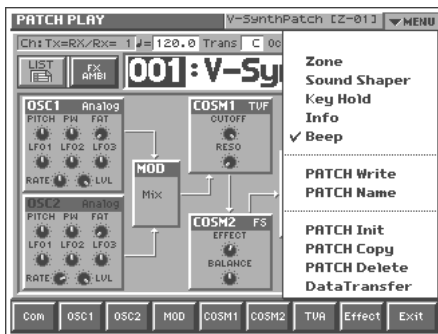 PATCH PLAY
V-SynthPatch [Z-01]
▼MENU
Ch:Tx=RX/Rx= 1 ♩= 120.0 Trans C Oc
LIST
FX AMBI
001:V-Sy
Zone
Sound Shaper
Key Hold
Info
✓ Beep
PATCH Write
PATCH Name
PATCH Init
PATCH Copy
PATCH Delete
DataTransfer
OSC1 Analog
PITCH PW FAT
LFO1 LFO2 LFO3
RATE LVL
OSC2 Analog
PITCH PW FAT
LFO1 LFO2 LFO3
RATE LVL
MOD
Mix
COSM1 TVF
CUTOFF
RESO
COSM2 FS
EFFECT
BALANCE
Com OSC1 OSC2 MOD COSM1 COSM2 TVA Effect Exit